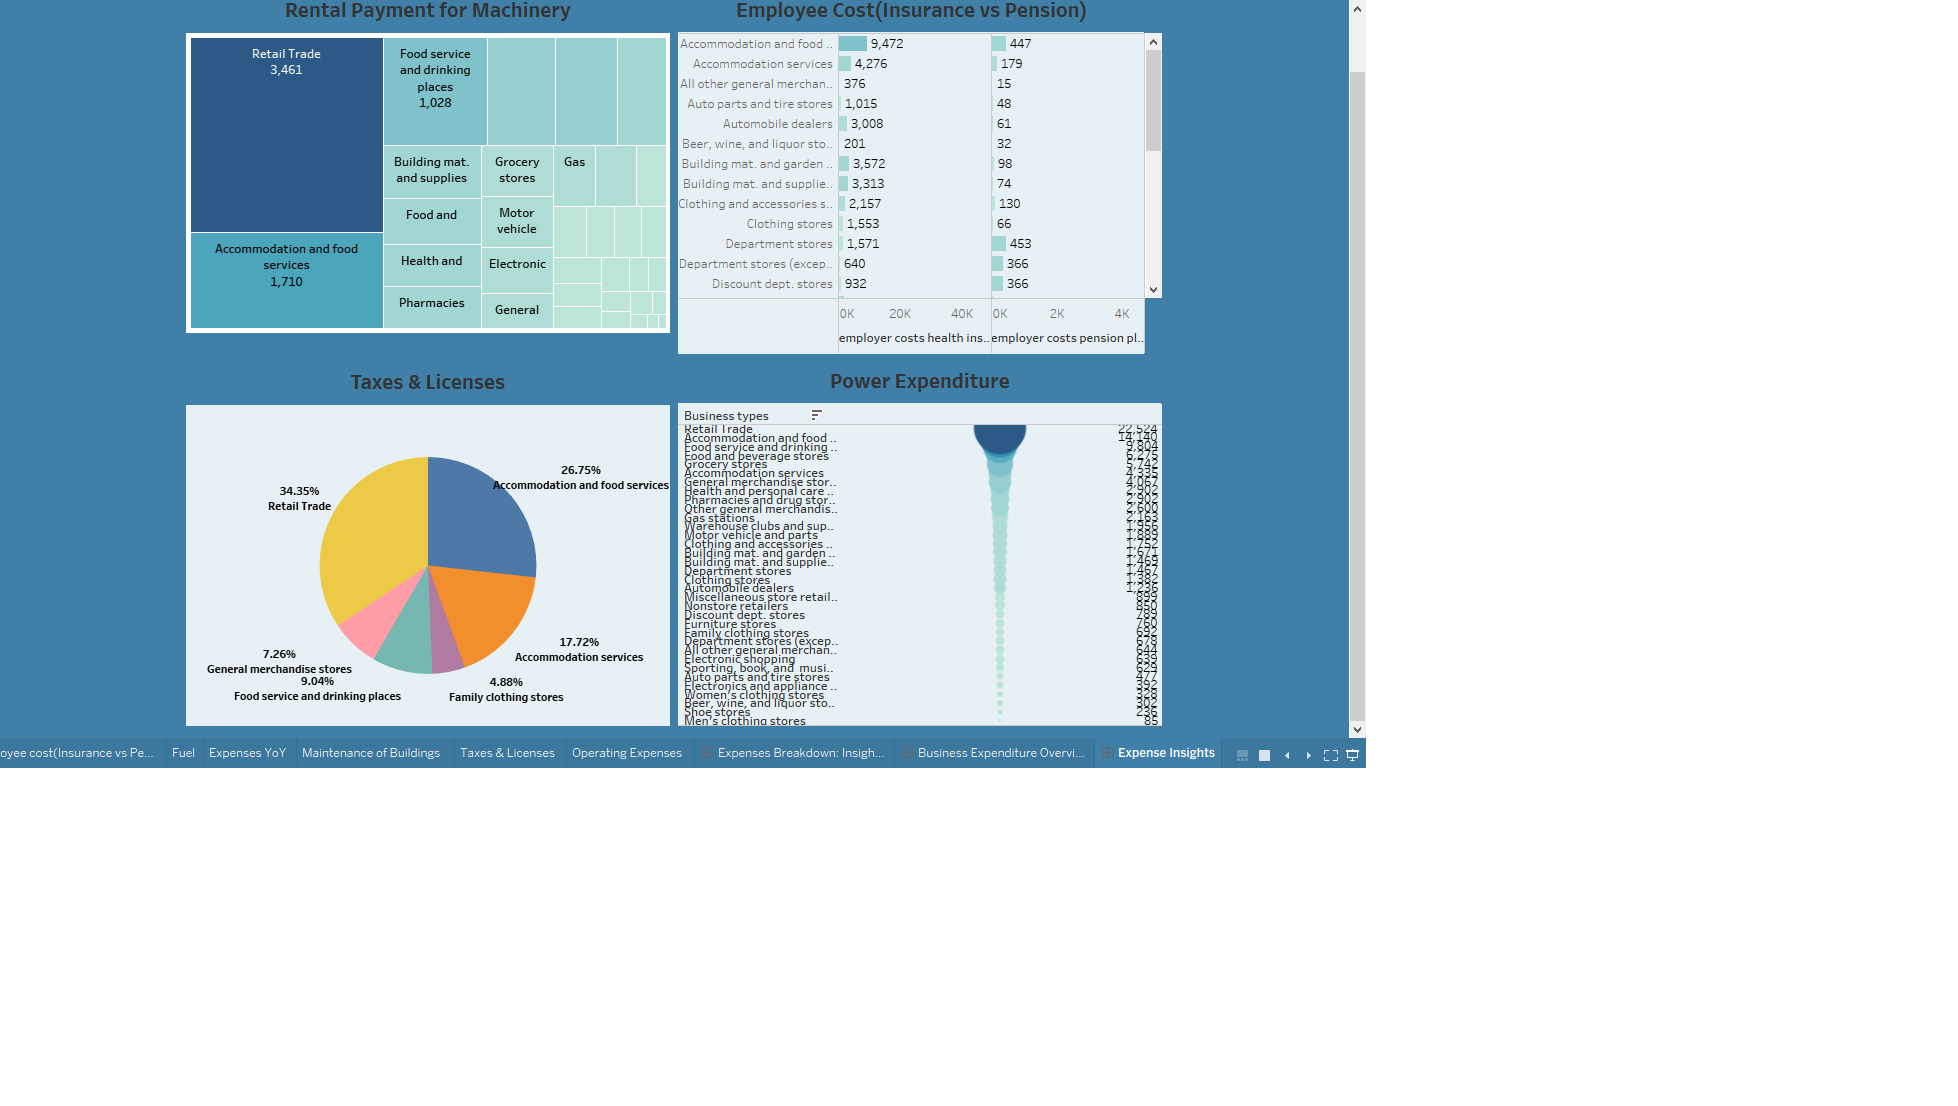 Rental Payment for Machinery
Retail Trade
3,461
Food service
and drinking
places
1,028
Building mat.
and supplies
Grocery
stores
Gas
Food and
Motor
vehicle
Accommodation and food
services
1,710
Health and
Electronic
Pharmacies
General
Employee Cost(Insurance vs Pension)
Accommodation and food .. 9,472 447
Accommodation services 4,276 179
All other general merchan.. 376 15
Auto parts and tire stores 1,015 48
Automobile dealers 3,008 61
Beer, wine, and liquor sto.. 201 32
Building mat. and garden .. 3,572 98
Building mat. and supplie.. 3,313 74
Clothing and accessories s.. 2,157 130
Clothing stores 1,553 66
Department stores 1,571 453
Department stores (excep.. 640 366
Discount dept. stores 932 366
0K 20K 40K 0K 2K 4K
employer costs health ins.. employer costs pension pl..
Taxes & Licenses
26.75%
Accommodation and food services
34.35%
Retail Trade
17.72%
Accommodation services
7.26%
General merchandise stores
9.04%
Food service and drinking places
4.88%
Family clothing stores
Power Expenditure
Business types
Retail Trade 22,524
Accommodation and food .. 14,140
Food service and drinking .. 9,804
Food and beverage stores 6,275
Grocery stores 5,742
Accommodation services 4,335
General merchandise stor.. 4,067
Health and personal care .. 2,902
Pharmacies and drug stor.. 2,902
Other general merchandis.. 2,600
Gas stations 2,163
Warehouse clubs and sup.. 1,956
Motor vehicle and parts 1,889
Clothing and accessories .. 1,752
Building mat. and garden .. 1,671
Building mat. and supplie.. 1,469
Department stores 1,467
Clothing stores 1,382
Automobile dealers 1,236
Miscellaneous store retail.. 899
Nonstore retailers 850
Discount dept. stores 789
Furniture stores 760
Family clothing stores 692
Department stores (excep.. 678
All other general merchan.. 644
Electronic shopping 639
Sporting, book, and musi.. 629
Auto parts and tire stores 477
Electronics and appliance .. 392
Women's clothing stores 328
Beer, wine, and liquor sto.. 302
Shoe stores 236
Men's clothing stores 85
oyee cost(Insurance vs Pe... Fuel Expenses YoY Maintenance of Buildings Taxes & Licenses Operating Expenses Expenses Breakdown: Insigh... Business Expenditure Overvi... Expense Insights